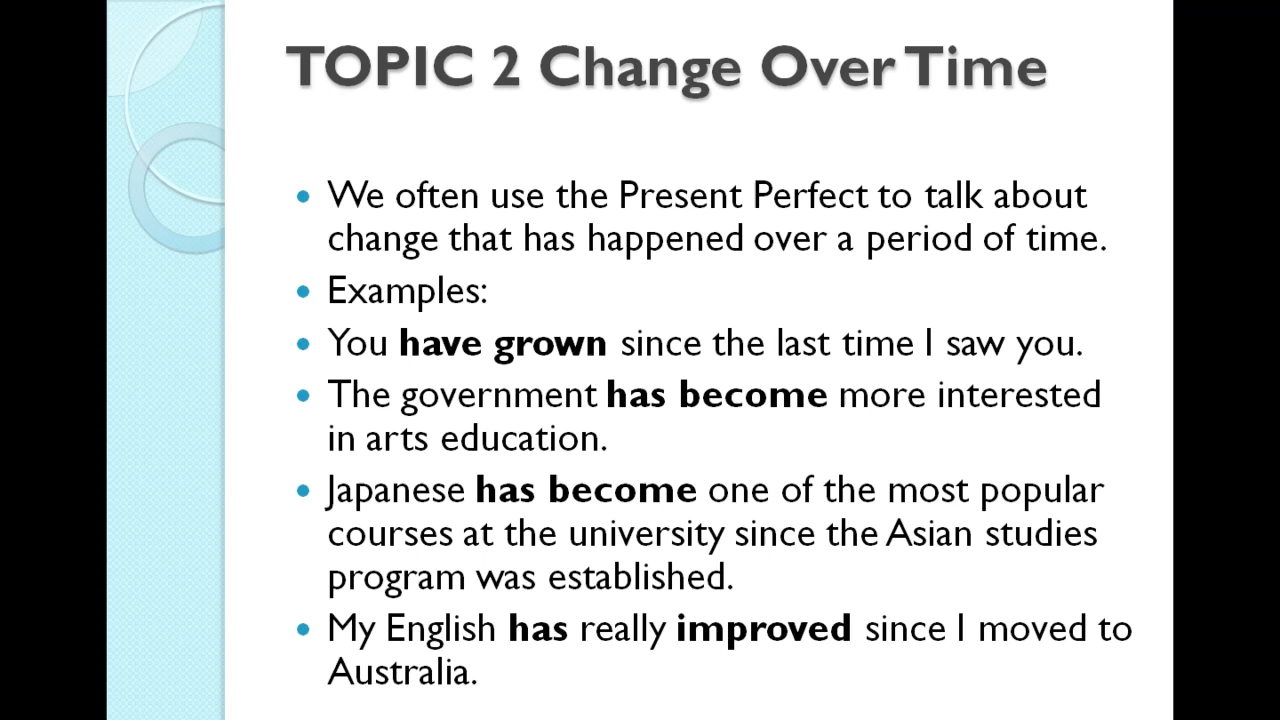 TOPIC 2 Change Over Time
• We often use the Present Perfect to talk about
change that has happened over a period of time.
• Examples:
• You have grown since the last time I saw you.
• The government has become more interested
in arts education.
• Japanese has become one of the most popular
courses at the university since the Asian studies
program was established.
• My English has really improved since I moved to
Australia.